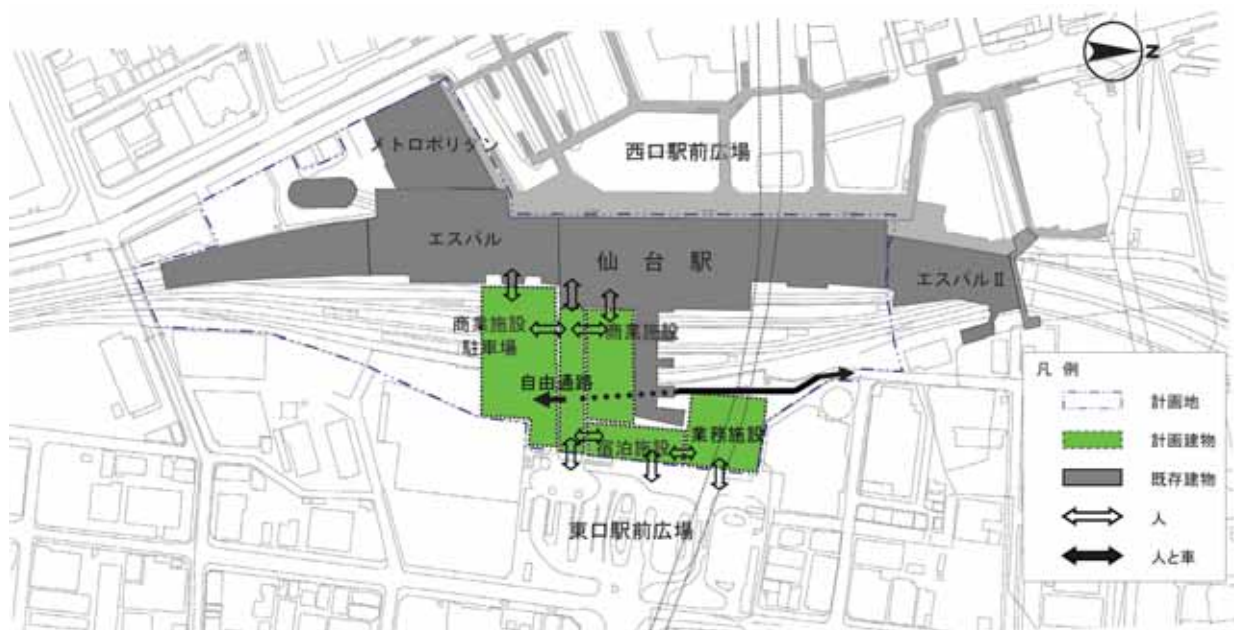 N
メトロポリタン
西口駅前広場
エスパル
仙台駅
エスパルⅡ
商業施設
駐車場
商業施設
自由通路
宿泊施設
業務施設
東口駅前広場
凡例
計画地
計画建物
既存建物
人
人と車